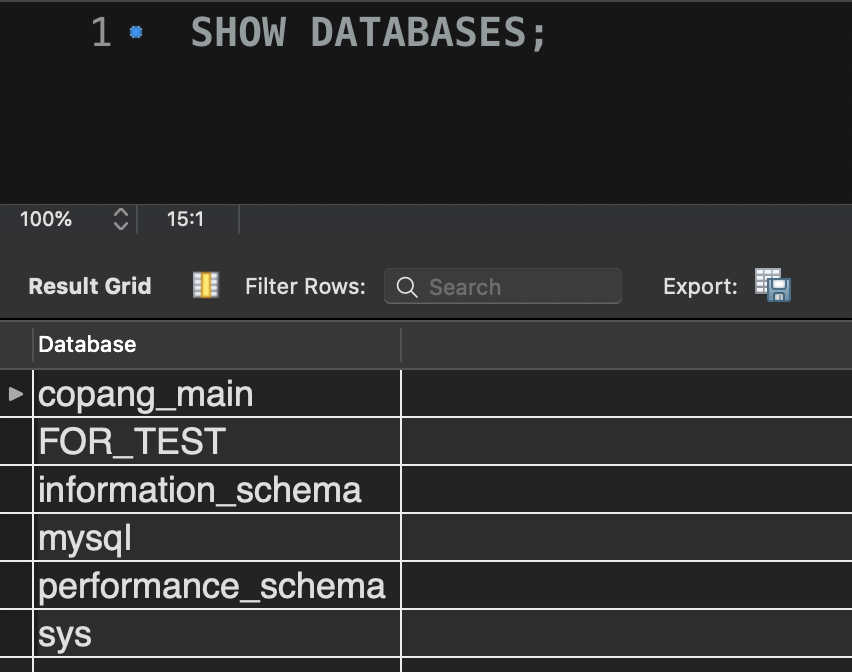 1 SHOW DATABASES;
100% 15:1
Result Grid Filter Rows: Search Export:
Database
copang_main
FOR_TEST
information_schema
mysql
performance_schema
sys